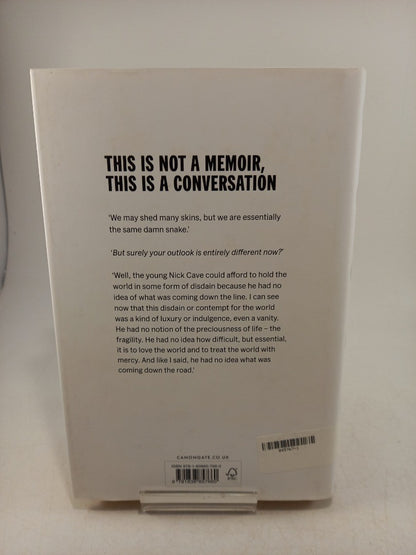 THIS IS NOT A MEMOIR,
THIS IS A CONVERSATION
‘We may shed many skins, but we are essentially
the same damn snake.’
‘But surely your outlook is entirely different now?’
‘Well, the young Nick Cave could afford to hold the
world in some form of disdain because he had no
idea of what was coming down the line. I can see
now that this disdain or contempt for the world
was a kind of luxury or indulgence, even a vanity.
He had no notion of the preciousness of life – the
fragility. He had no idea how difficult, but essential,
it is to love the world and to treat the world with
mercy. And like I said, he had no idea what was
coming down the road.’
CANONGATE.CO.UK